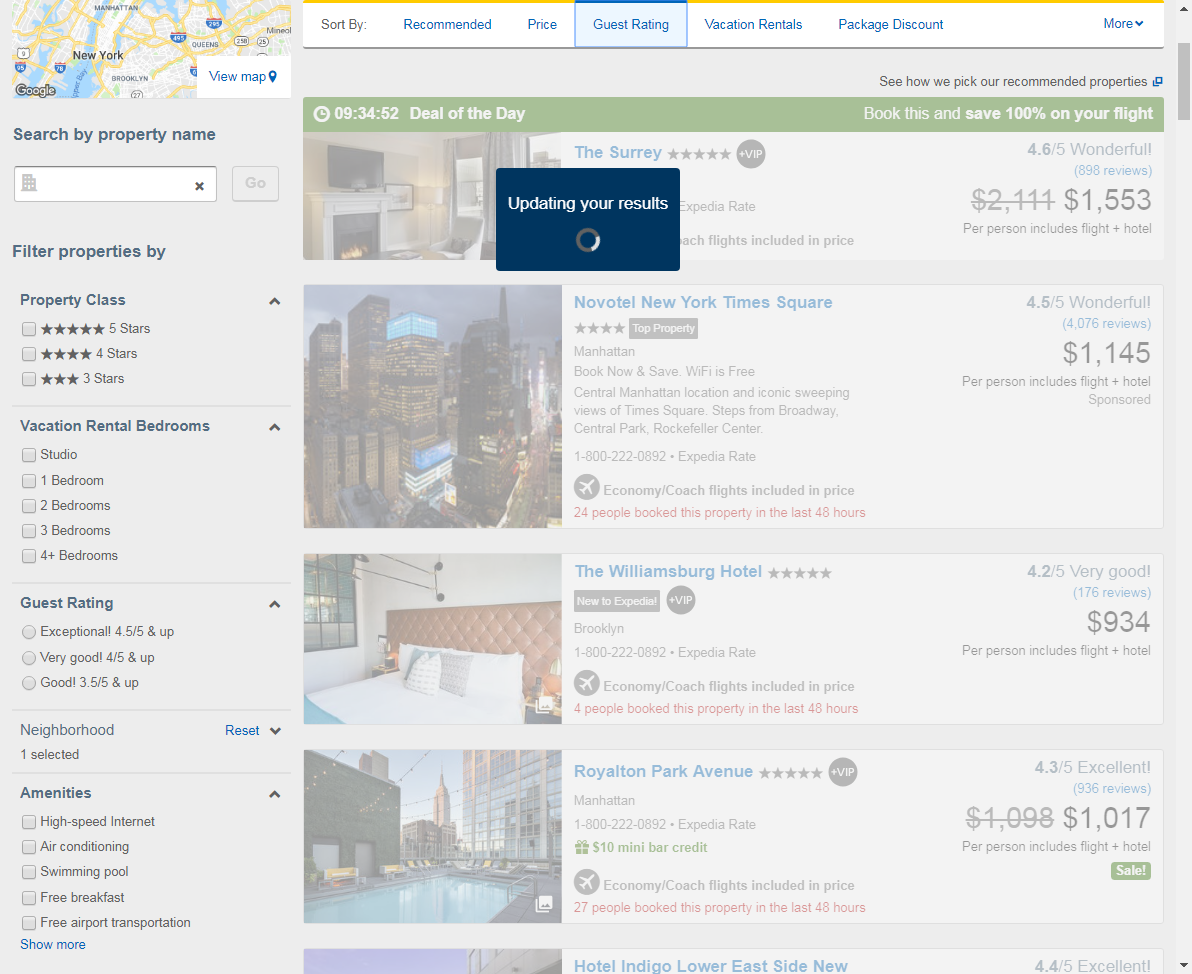 MANHATTAN
295
Mineol
495
QUEENS
25B
25
9
New York
95
78
BROOKLYN
27
Google
View map
Search by property name
Go
Filter properties by
Property Class
5 Stars
4 Stars
3 Stars
Vacation Rental Bedrooms
Studio
1 Bedroom
2 Bedrooms
3 Bedrooms
4+ Bedrooms
Guest Rating
Exceptional! 4.5/5 & up
Very good! 4/5 & up
Good! 3.5/5 & up
Neighborhood Reset
1 selected
Amenities
High-speed Internet
Air conditioning
Swimming pool
Free breakfast
Free airport transportation
Show more
Sort By: Recommended Price Guest Rating Vacation Rentals Package Discount More
See how we pick our recommended properties
09:34:52 Deal of the Day Book this and save 100% on your flight
The Surrey +VIP
4.6/5 Wonderful!
(898 reviews)
$2,111 $1,553
Per person includes flight + hotel
Expedia Rate
oach flights included in price
Updating your results
Novotel New York Times Square
Top Property
Manhattan
Book Now & Save. WiFi is Free
Central Manhattan location and iconic sweeping
views of Times Square. Steps from Broadway,
Central Park, Rockefeller Center.
1-800-222-0892 • Expedia Rate
Economy/Coach flights included in price
24 people booked this property in the last 48 hours
4.5/5 Wonderful!
(4,076 reviews)
$1,145
Per person includes flight + hotel
Sponsored
The Williamsburg Hotel
New to Expedia! +VIP
Brooklyn
1-800-222-0892 • Expedia Rate
Economy/Coach flights included in price
4 people booked this property in the last 48 hours
4.2/5 Very good!
(176 reviews)
$934
Per person includes flight + hotel
Royalton Park Avenue +VIP
Manhattan
1-800-222-0892 • Expedia Rate
$10 mini bar credit
Economy/Coach flights included in price
27 people booked this property in the last 48 hours
4.3/5 Excellent!
(936 reviews)
$1,098 $1,017
Per person includes flight + hotel
Sale!
Hotel Indigo Lower East Side New
4.4/5 Excellent!